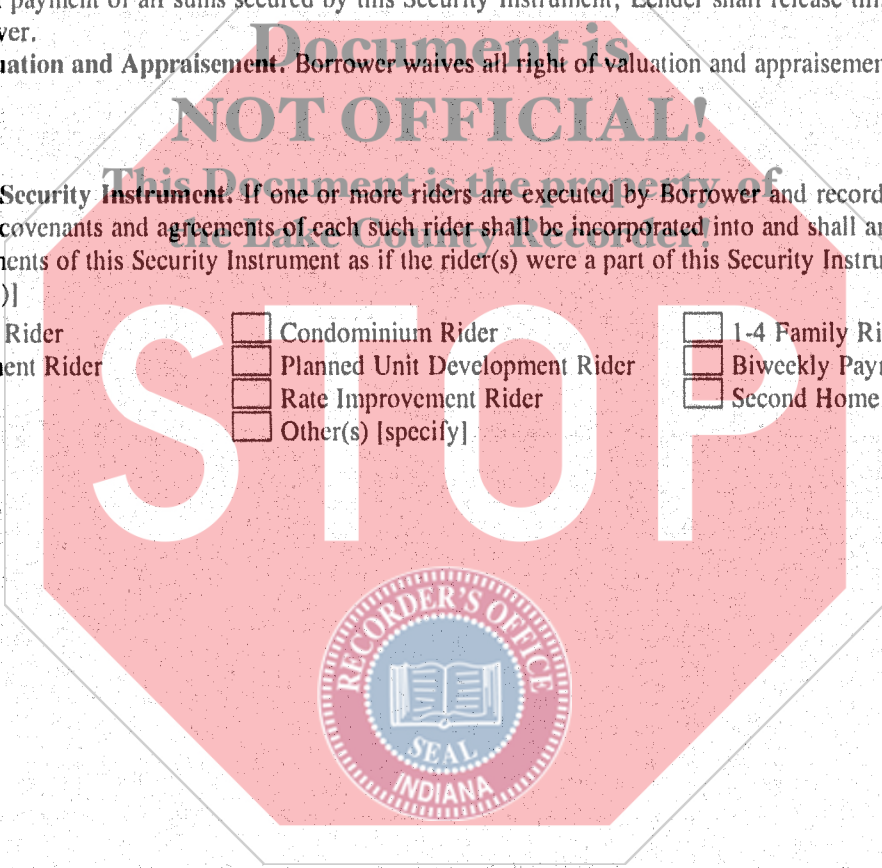 payment of all sums secured by this Security Instrument, Lender shall release this
ver.
uation and Appraisement. Borrower waives all right of valuation and appraisemen
Document is
NOT OFFICIAL!
This Document is the property of
the Lake County Recorder!
Security Instrument. If one or more riders are executed by Borrower and record
covenants and agreements of each such rider shall be incorporated into and shall a
nents of this Security Instrument as if the rider(s) were a part of this Security Instru
)]
Rider Condominium Rider 1-4 Family Ri
ent Rider Planned Unit Development Rider Biweekly Payn
Rate Improvement Rider Second Home
Other(s) [specify]
STOP
RECORDER'S OFFICE
SEAL
INDIANA